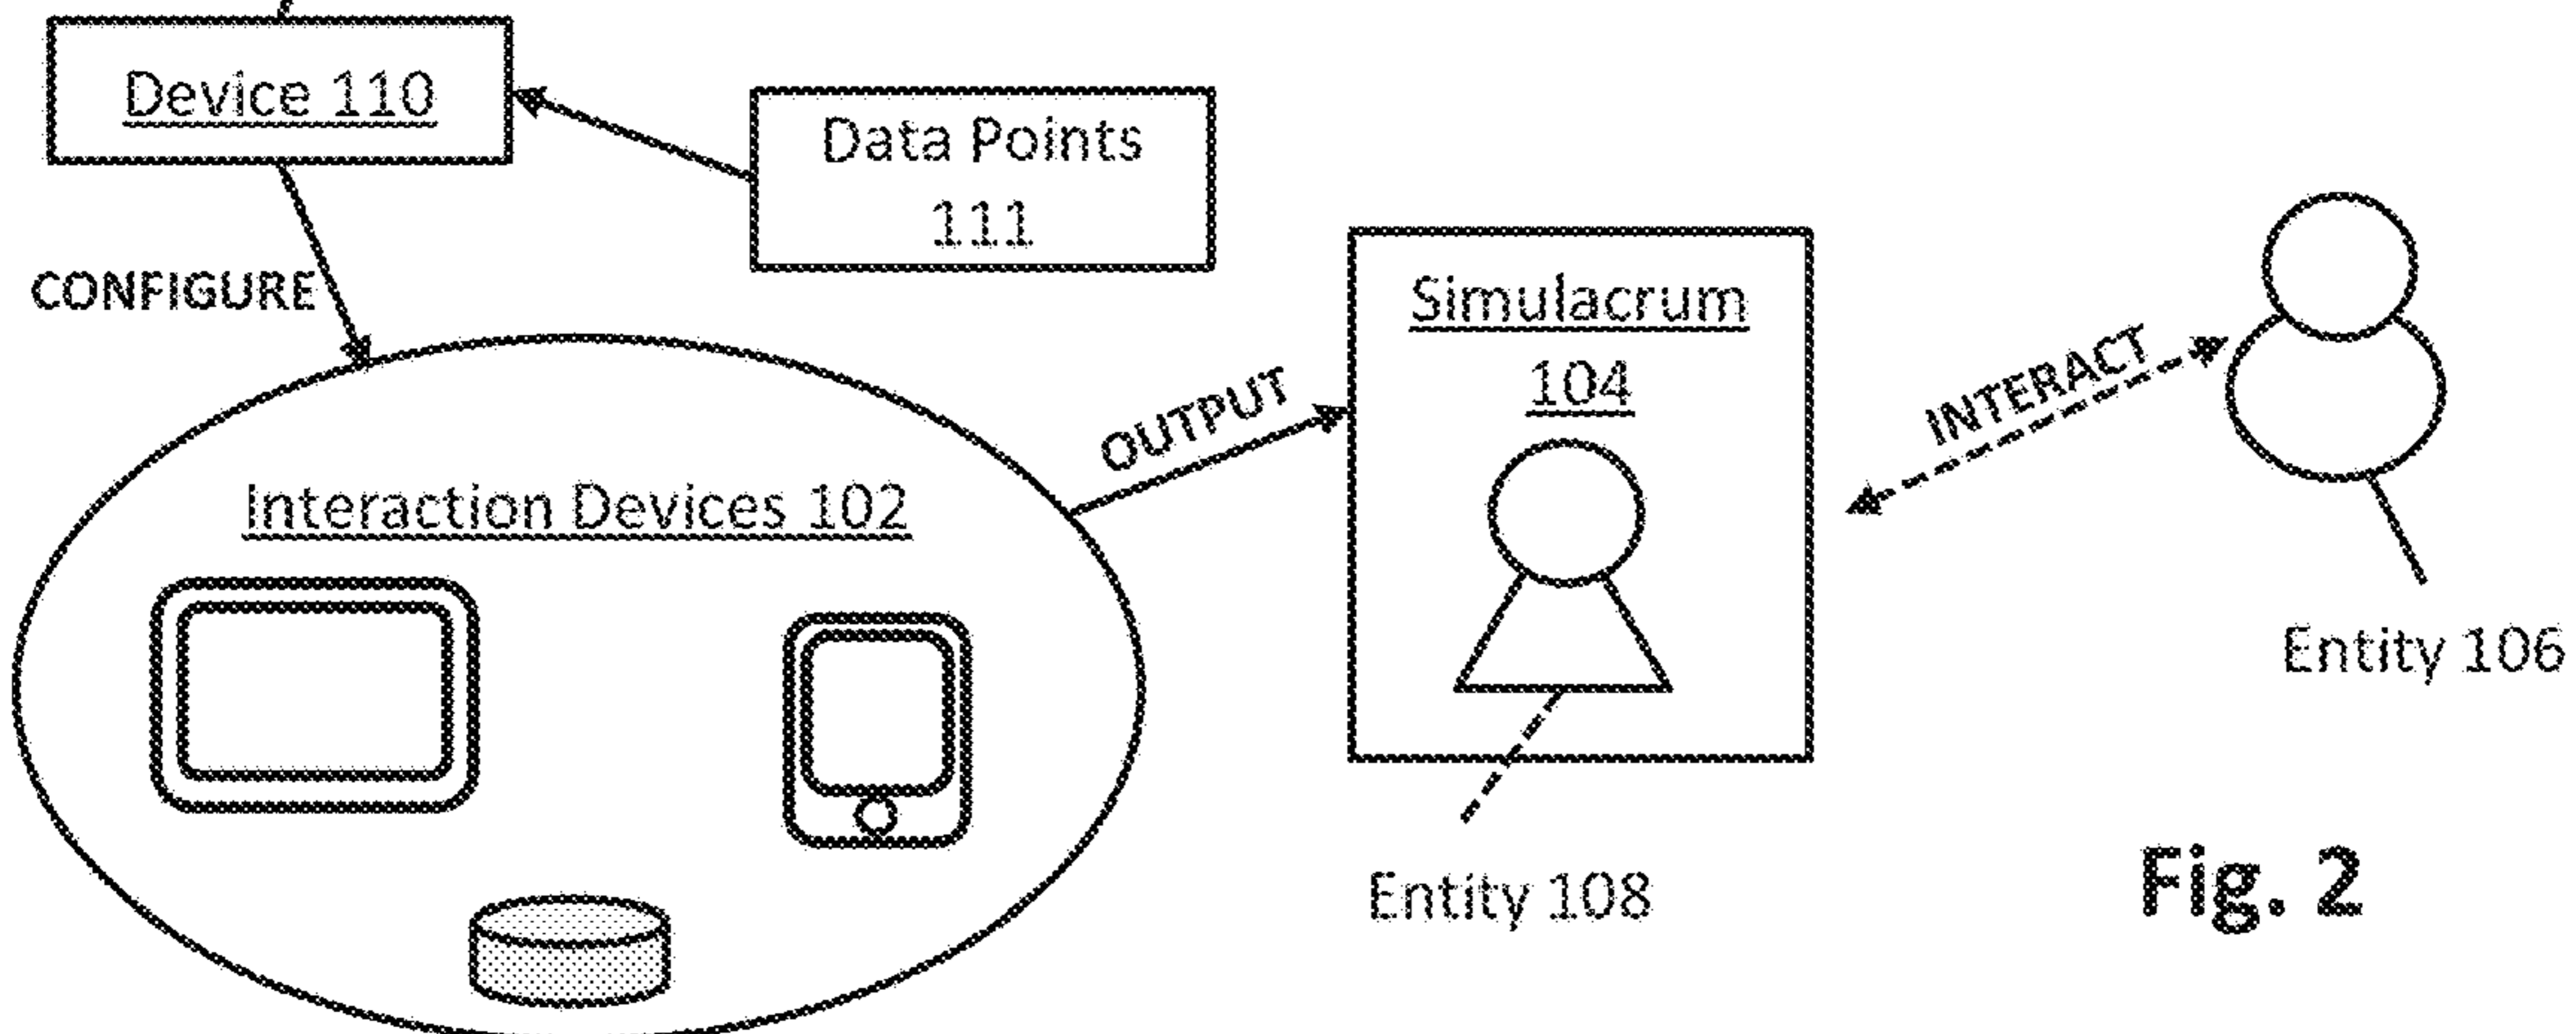 Device 110
Data Points
111
CONFIGURE
Simulacrum
104
OUTPUT
INTERACT
Interaction Devices 102
Entity 106
Entity 108
Fig. 2